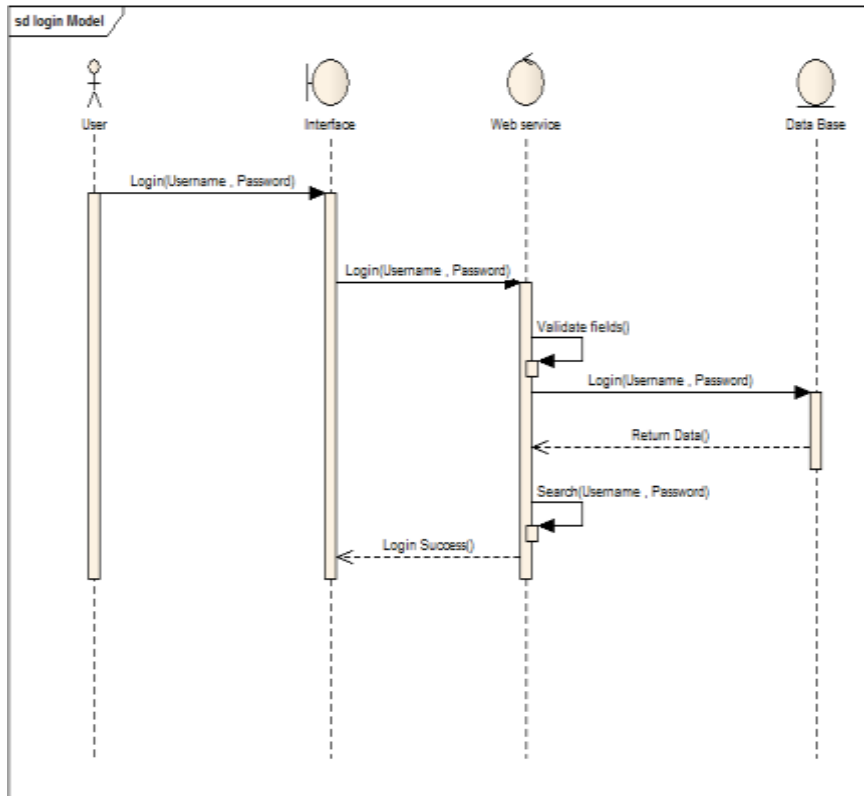 sd login Model
User
Interface
Web service
Data Base
Login(Username , Password)
Login(Username , Password)
Validate fields()
Login(Username , Password)
Return Data()
Search(Username , Password)
Login Success()